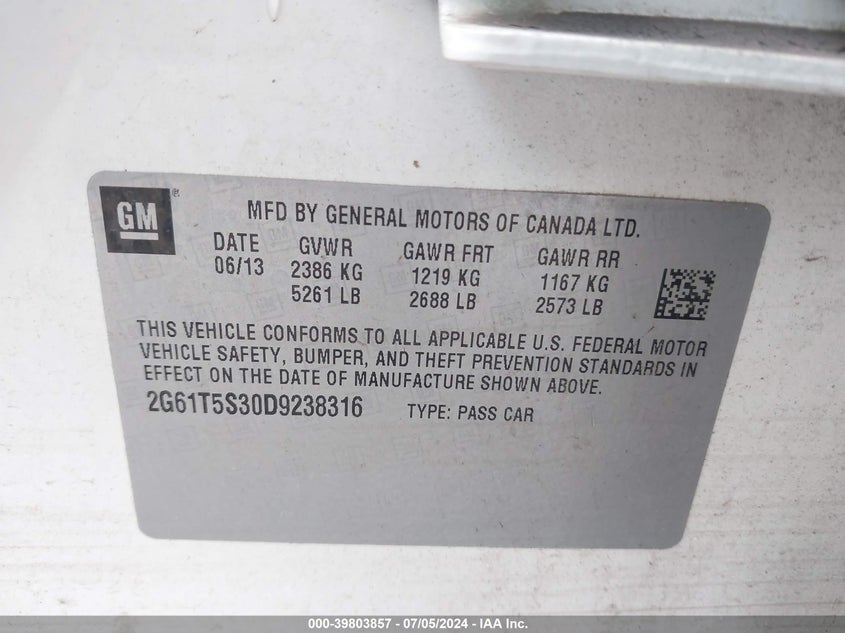 GM ®
MFD BY GENERAL MOTORS OF CANADA LTD.
DATE GVWR GAWR FRT GAWR RR
06/13 2386 KG 1219 KG 1167 KG
5261 LB 2688 LB 2573 LB
THIS VEHICLE CONFORMS TO ALL APPLICABLE U.S. FEDERAL MOTOR
VEHICLE SAFETY, BUMPER, AND THEFT PREVENTION STANDARDS IN
EFFECT ON THE DATE OF MANUFACTURE SHOWN ABOVE.
2G61T5S30D9238316 TYPE: PASS CAR
000-39803857 - 07/05/2024 - IAA Inc.